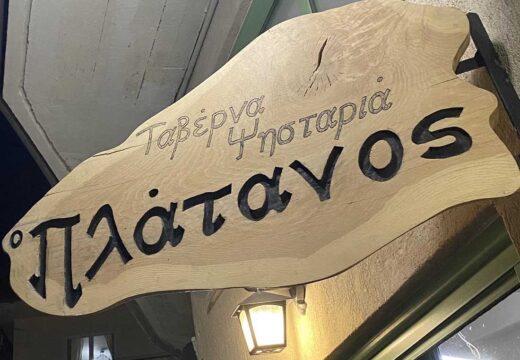 Ταβέρνα
Ψησταριά
ο Πλάτανος